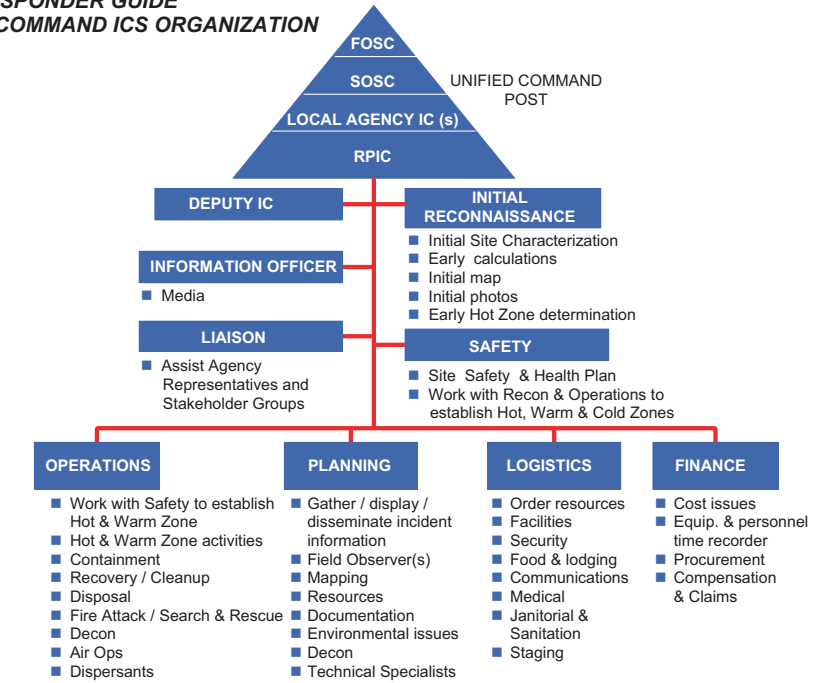 SPONDER GUIDE
COMMAND ICS ORGANIZATION
FOSC
SOSC
LOCAL AGENCY IC (s)
RPIC
UNIFIED COMMAND
POST
DEPUTY IC
INITIAL
RECONNAISSANCE
Initial Site Characterization
Early calculations
Initial map
Initial photos
Early Hot Zone determination
INFORMATION OFFICER
Media
LIAISON
Assist Agency
Representatives and
Stakeholder Groups
SAFETY
Site Safety & Health Plan
Work with Recon & Operations to
establish Hot, Warm & Cold Zones
OPERATIONS
Work with Safety to establish
Hot & Warm Zone
Hot & Warm Zone activities
Containment
Recovery / Cleanup
Disposal
Fire Attack / Search & Rescue
Decon
Air Ops
Dispersants
PLANNING
Gather / display /
disseminate incident
information
Field Observer(s)
Mapping
Resources
Documentation
Environmental issues
Decon
Technical Specialists
LOGISTICS
Order resources
Facilities
Security
Food & lodging
Communications
Medical
Janitorial &
Sanitation
Staging
FINANCE
Cost issues
Equip. & personnel
time recorder
Procurement
Compensation
& Claims